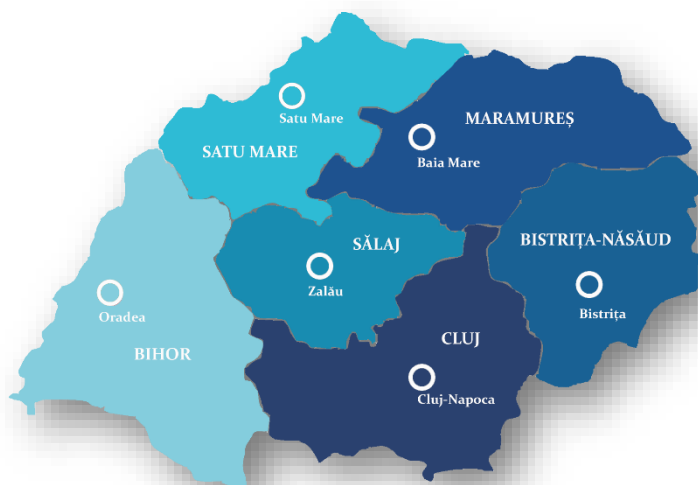 Satu Mare
SATU MARE
MARAMUREȘ
Baia Mare
SĂLAJ
Zalău
BISTRIȚA-NĂSĂUD
Bistrița
Oradea
BIHOR
CLUJ
Cluj-Napoca